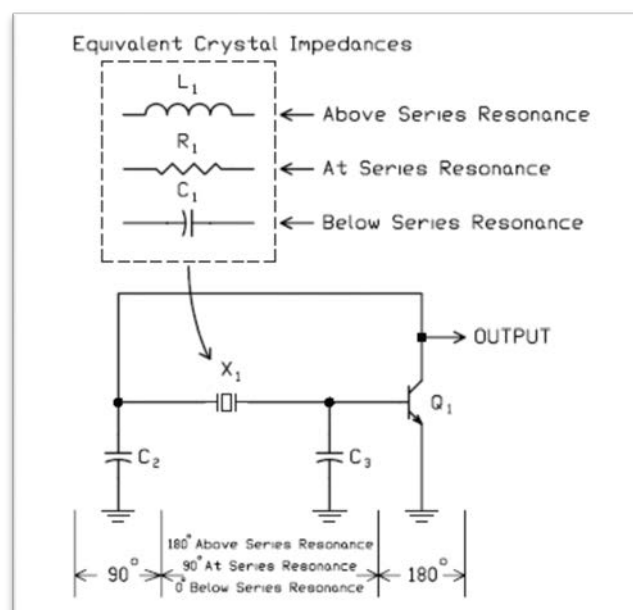 Equivalent Crystal Impedances
L1
Above Series Resonance
R1
At Series Resonance
C1
Below Series Resonance
OUTPUT
X1
Q1
C2
C3
180° Above Series Resonance
90° 90° At Series Resonance 180°
0° Below Series Resonance